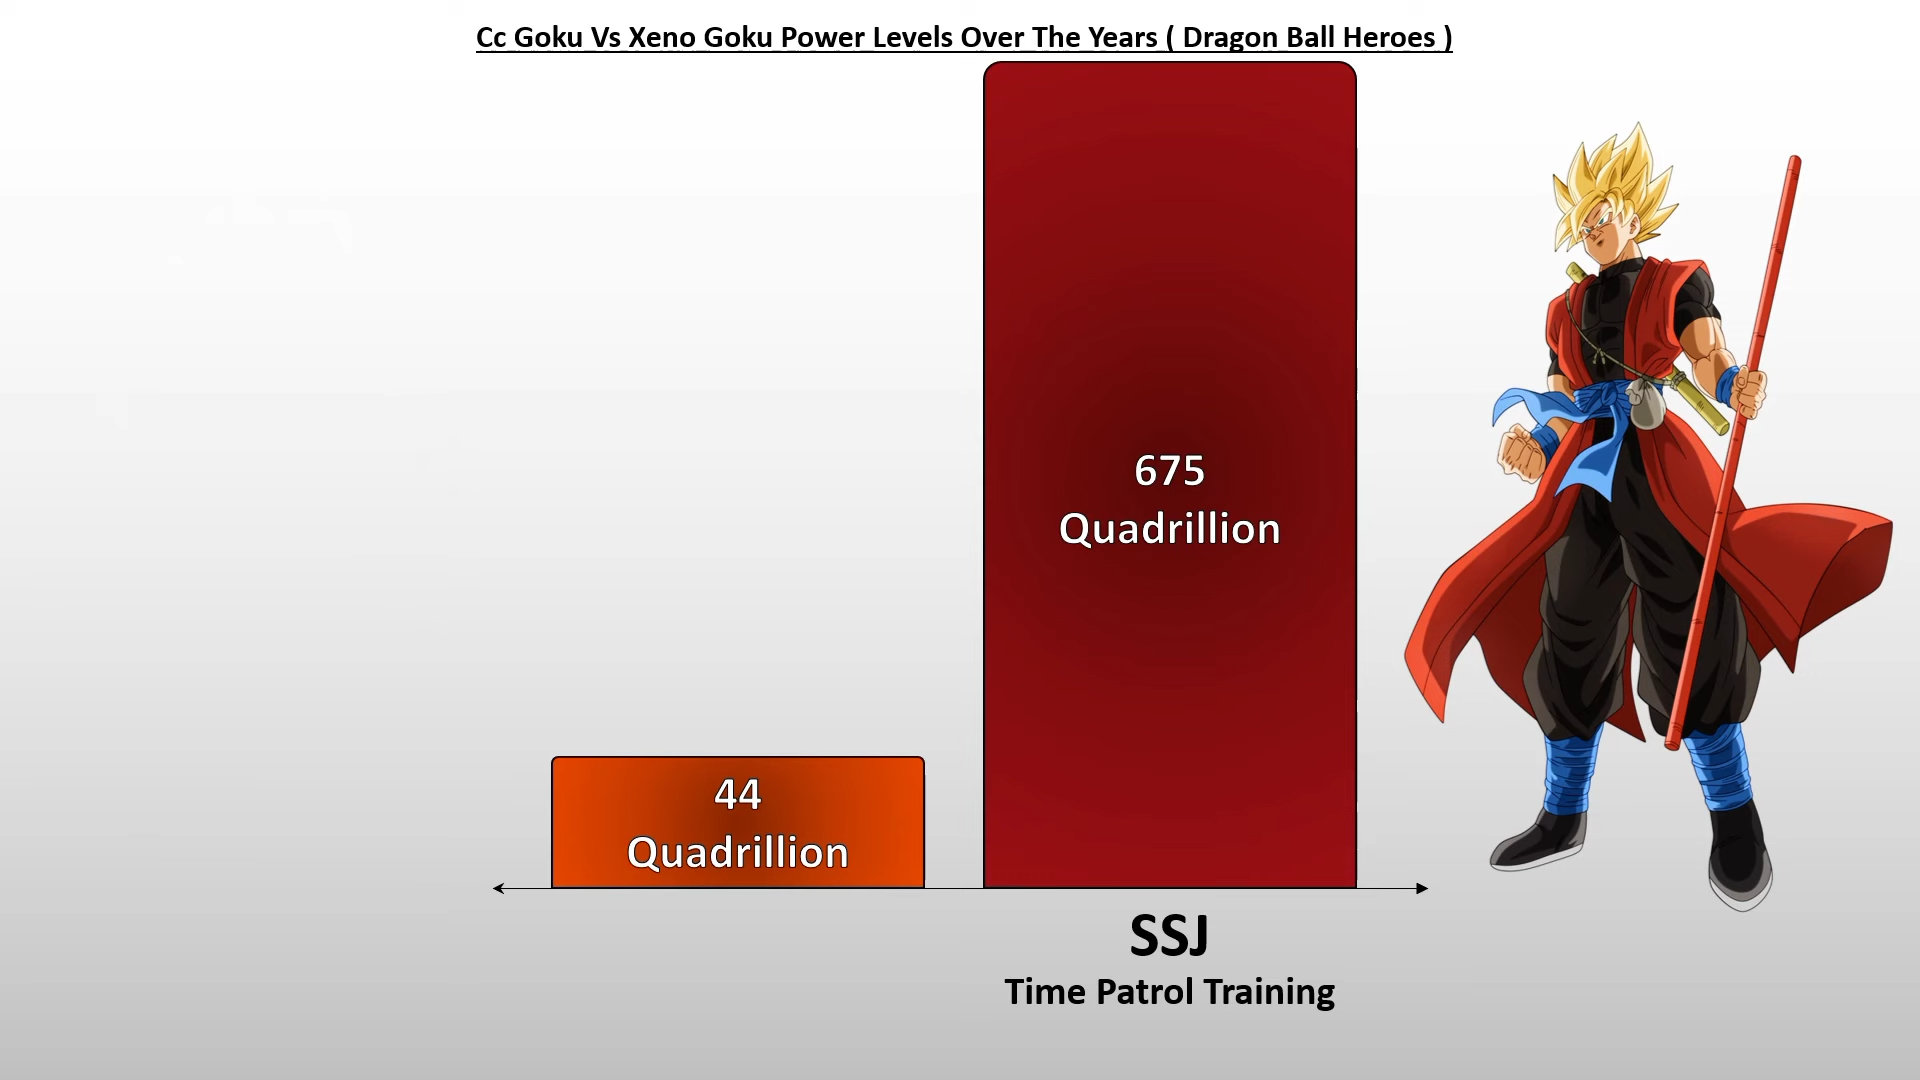 Cc Goku Vs Xeno Goku Power Levels Over The Years ( Dragon Ball Heroes )
675
Quadrillion
44
Quadrillion
SSJ
Time Patrol Training